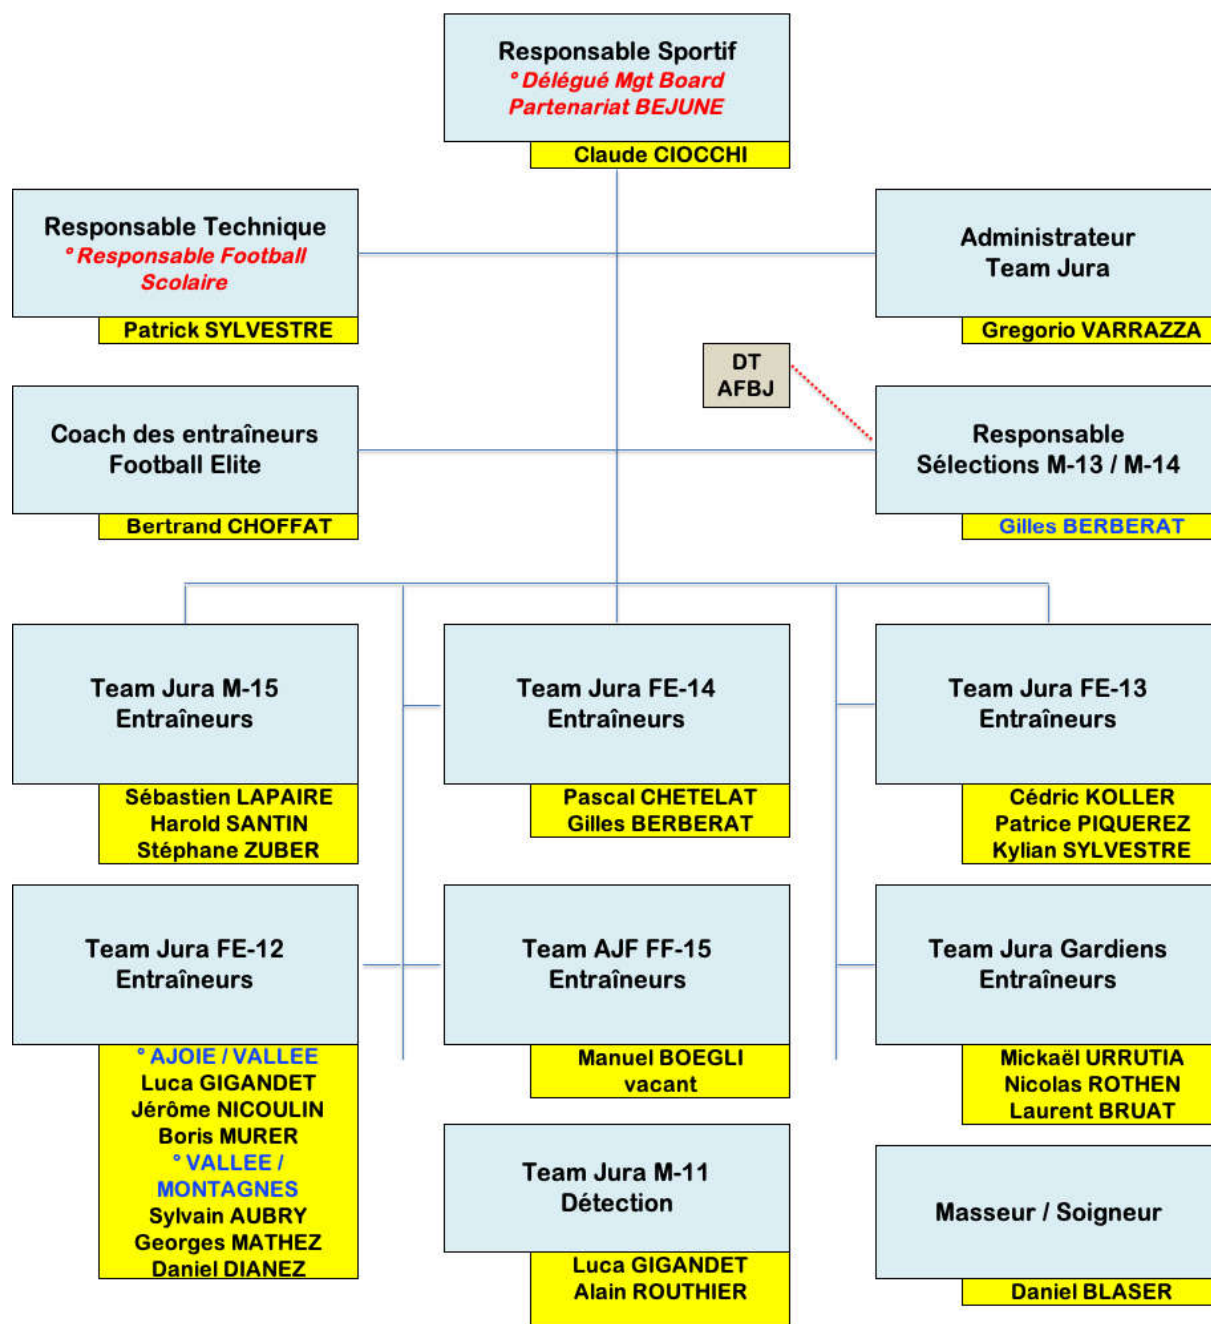 Responsable Sportif
° Délégué Mgt Board
Partenariat BEJUNE
Claude CIOCCHI
Responsable Technique
° Responsable Football
Scolaire
Patrick SYLVESTRE
Administrateur
Team Jura
Gregorio VARRAZZA
DT
AFBJ
Coach des entraîneurs
Football Elite
Bertrand CHOFFAT
Responsable
Sélections M-13 / M-14
Gilles BERBERAT
Team Jura M-15
Entraîneurs
Sébastien LAPAIRE
Harold SANTIN
Stéphane ZUBER
Team Jura FE-14
Entraîneurs
Pascal CHETELAT
Gilles BERBERAT
Team Jura FE-13
Entraîneurs
Cédric KOLLER
Patrice PIQUEREZ
Kylian SYLVESTRE
Team Jura FE-12
Entraîneurs
° AJOIE / VALLEE
Luca GIGANDET
Jérôme NICOULIN
Boris MURER
° VALLEE /
MONTAGNES
Sylvain AUBRY
Georges MATHEZ
Daniel DIANEZ
Team AJF FF-15
Entraîneurs
Manuel BOEGLI
vacant
Team Jura Gardiens
Entraîneurs
Mickaël URRUTIA
Nicolas ROTHEN
Laurent BRUAT
Team Jura M-11
Détection
Luca GIGANDET
Alain ROUTHIER
Masseur / Soigneur
Daniel BLASER